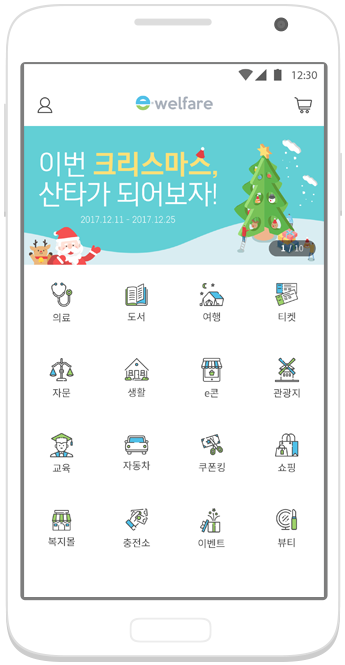 12:30
e·welfare
이번 크리스마스,
산타가 되어보자!
2017.12.11 - 2017.12.25
1 / 10
의료 도서 여행 티켓
자문 생활 e콘 관광지
교육 자동차 쿠폰킹 쇼핑
복지몰 충전소 이벤트 뷰티